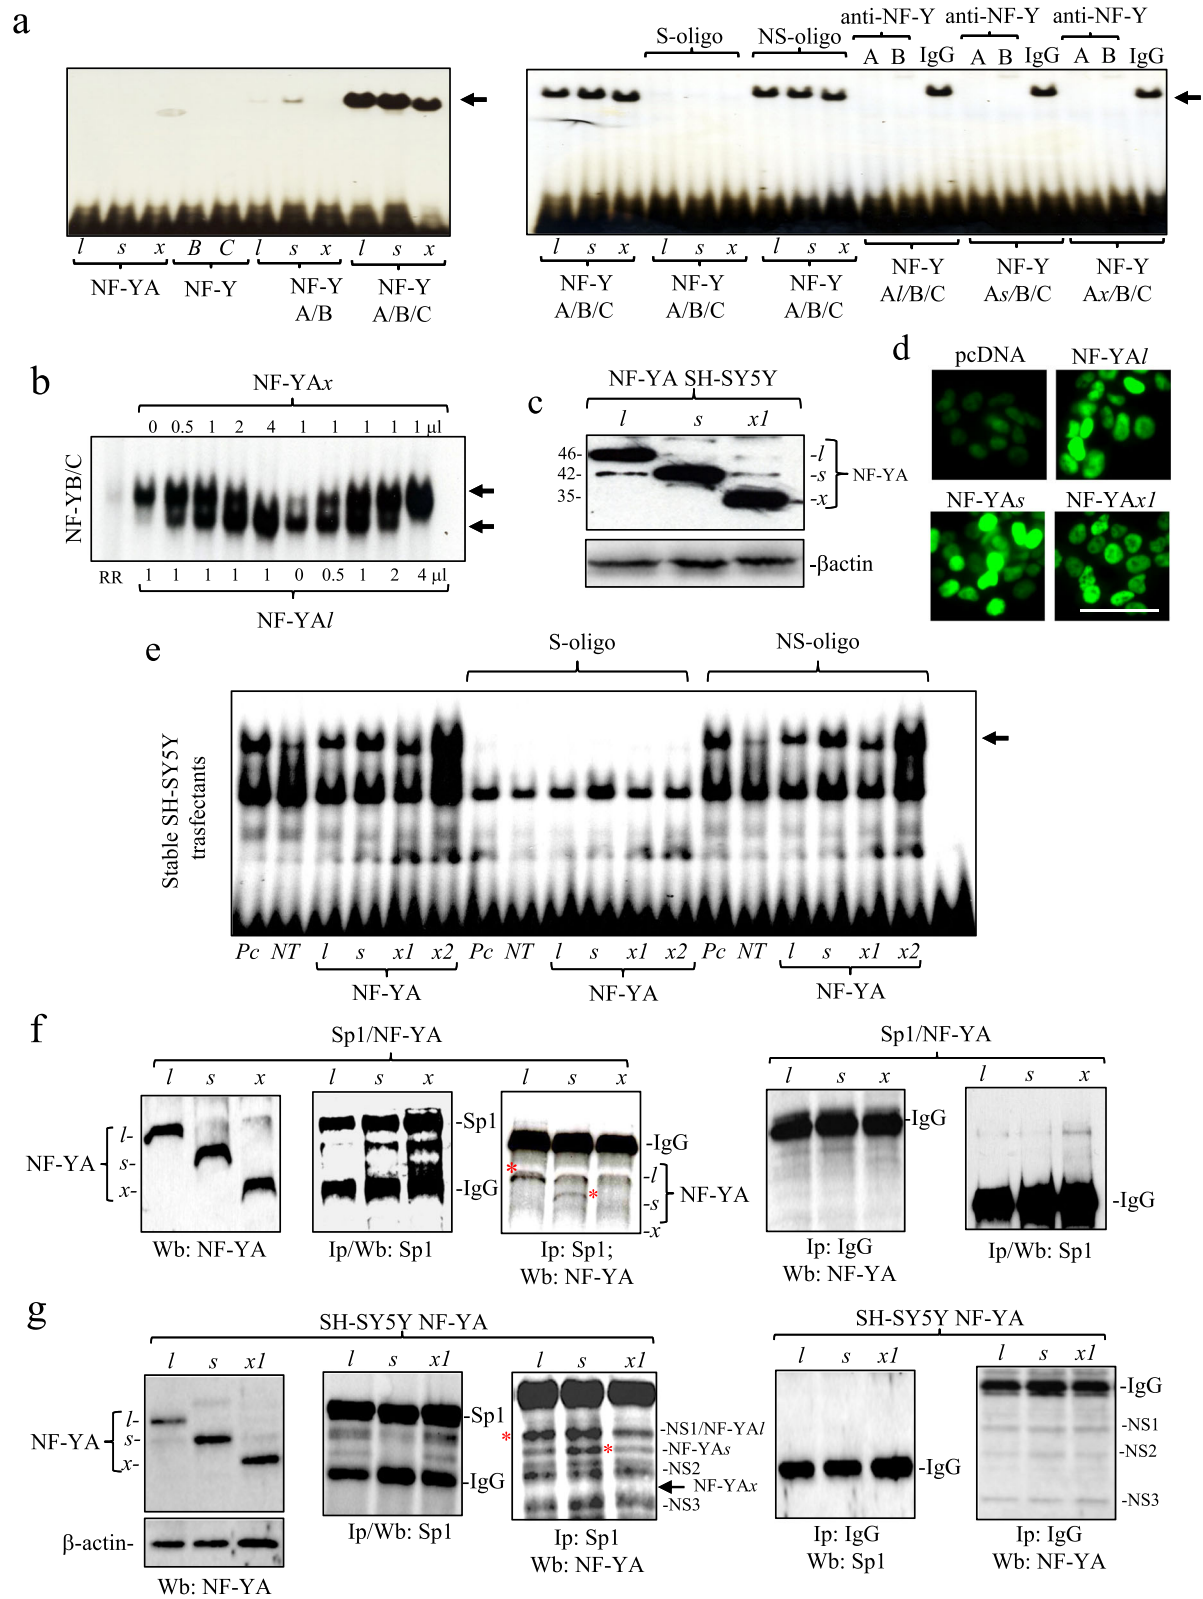 a
l s x B C l s x l s x
NF-YA NF-Y NF-Y NF-Y
A/B A/B/C
anti-NF-Y anti-NF-Y anti-NF-Y
S-oligo NS-oligo
A B IgG A B IgG A B IgG
l s x l s x l s x
NF-Y NF-Y NF-Y NF-Y NF-Y NF-Y
A/B/C A/B/C A/B/C Al/B/C As/B/C Ax/B/C
b
NF-YAx
0 0.5 1 2 4 1 1 1 1 1 μl
NF-YB/C
RR 1 1 1 1 1 0 0.5 1 2 4 μl
NF-YAl
c
NF-YA SH-SY5Y
l s x1
46- -l
42- -s NF-YA
35- -x
-βactin
d
pcDNA NF-YAl
NF-YAs NF-YAx1
e
S-oligo NS-oligo
Stable SH-SY5Y
trasfectants
Pc NT l s x1 x2 Pc NT l s x1 x2 Pc NT l s x1 x2
NF-YA NF-YA NF-YA
f
Sp1/NF-YA
l s x l s x l s x
NF-YA l-
s-
x-
Wb: NF-YA
-Sp1
-IgG
Ip/Wb: Sp1
-IgG
*
-l
* -s NF-YA
-x
Ip: Sp1;
Wb: NF-YA
Sp1/NF-YA
l s x l s x
-IgG
Ip: IgG
Wb: NF-YA
-IgG
Ip/Wb: Sp1
g
SH-SY5Y NF-YA
l s x1 l s x1 l s x1
NF-YA l-
s-
x-
β-actin-
Wb: NF-YA
-Sp1
-IgG
Ip/Wb: Sp1
* -NS1/NF-YAl
* -NF-YAs
-NS2
NF-YAx
-NS3
Ip: Sp1
Wb: NF-YA
SH-SY5Y NF-YA
l s x1 l s x1
-IgG
Ip: IgG
Wb: Sp1
-IgG
-NS1
-NS2
-NS3
Ip: IgG
Wb: NF-YA